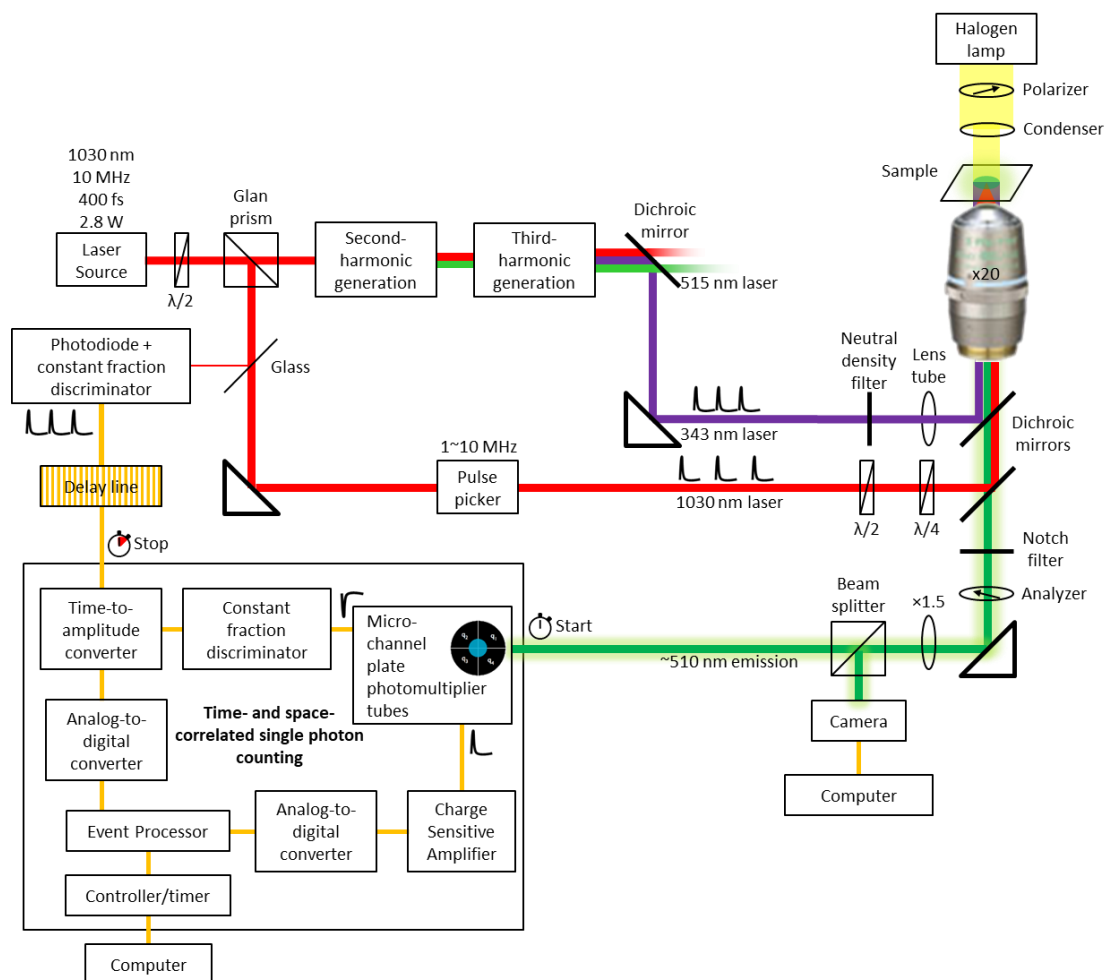 Halogen
lamp
Polarizer
Condenser
Sample
x20
1030 nm
10 MHz
400 fs
2.8 W
Laser
Source
λ/2
Glan
prism
Second-
harmonic
generation
Third-
harmonic
generation
Dichroic
mirror
515 nm laser
Photodiode +
constant fraction
discriminator
Glass
Neutral
density
filter
Lens
tube
343 nm laser
Dichroic
mirrors
Delay line
1~10 MHz
Pulse
picker
1030 nm laser
λ/2
λ/4
Stop
Notch
filter
Analyzer
Time-to-
amplitude
converter
Constant
fraction
discriminator
Micro-
channel
plate
photomultiplier
tubes
q₂ q₁
q₃ q₄
Start
~510 nm emission
Beam
splitter
×1.5
Camera
Computer
Analog-to-
digital
converter
Time- and space-
correlated single photon
counting
Event Processor
Analog-to-
digital
converter
Charge
Sensitive
Amplifier
Controller/timer
Computer